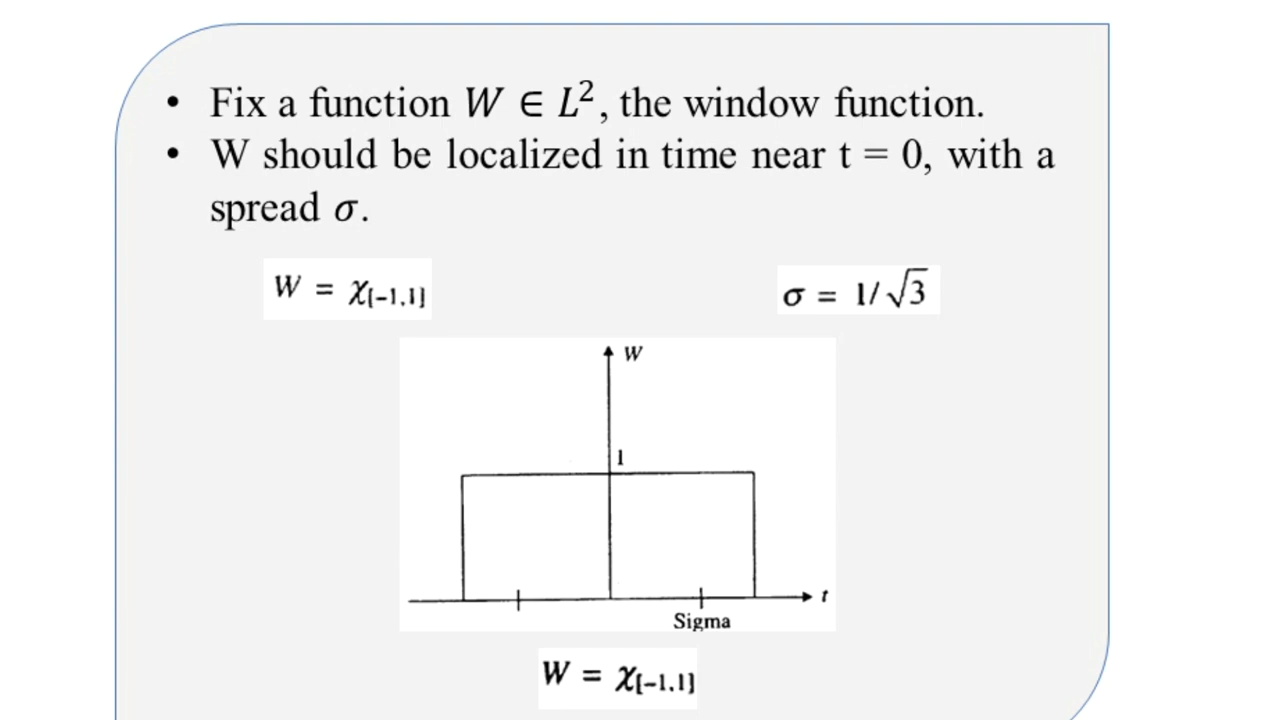 • Fix a function W ∈ L², the window function.
• W should be localized in time near t = 0, with a
spread σ.
W = χ[−1,1]
σ = 1/√3
W
1
t
Sigma
W = χ[−1,1]